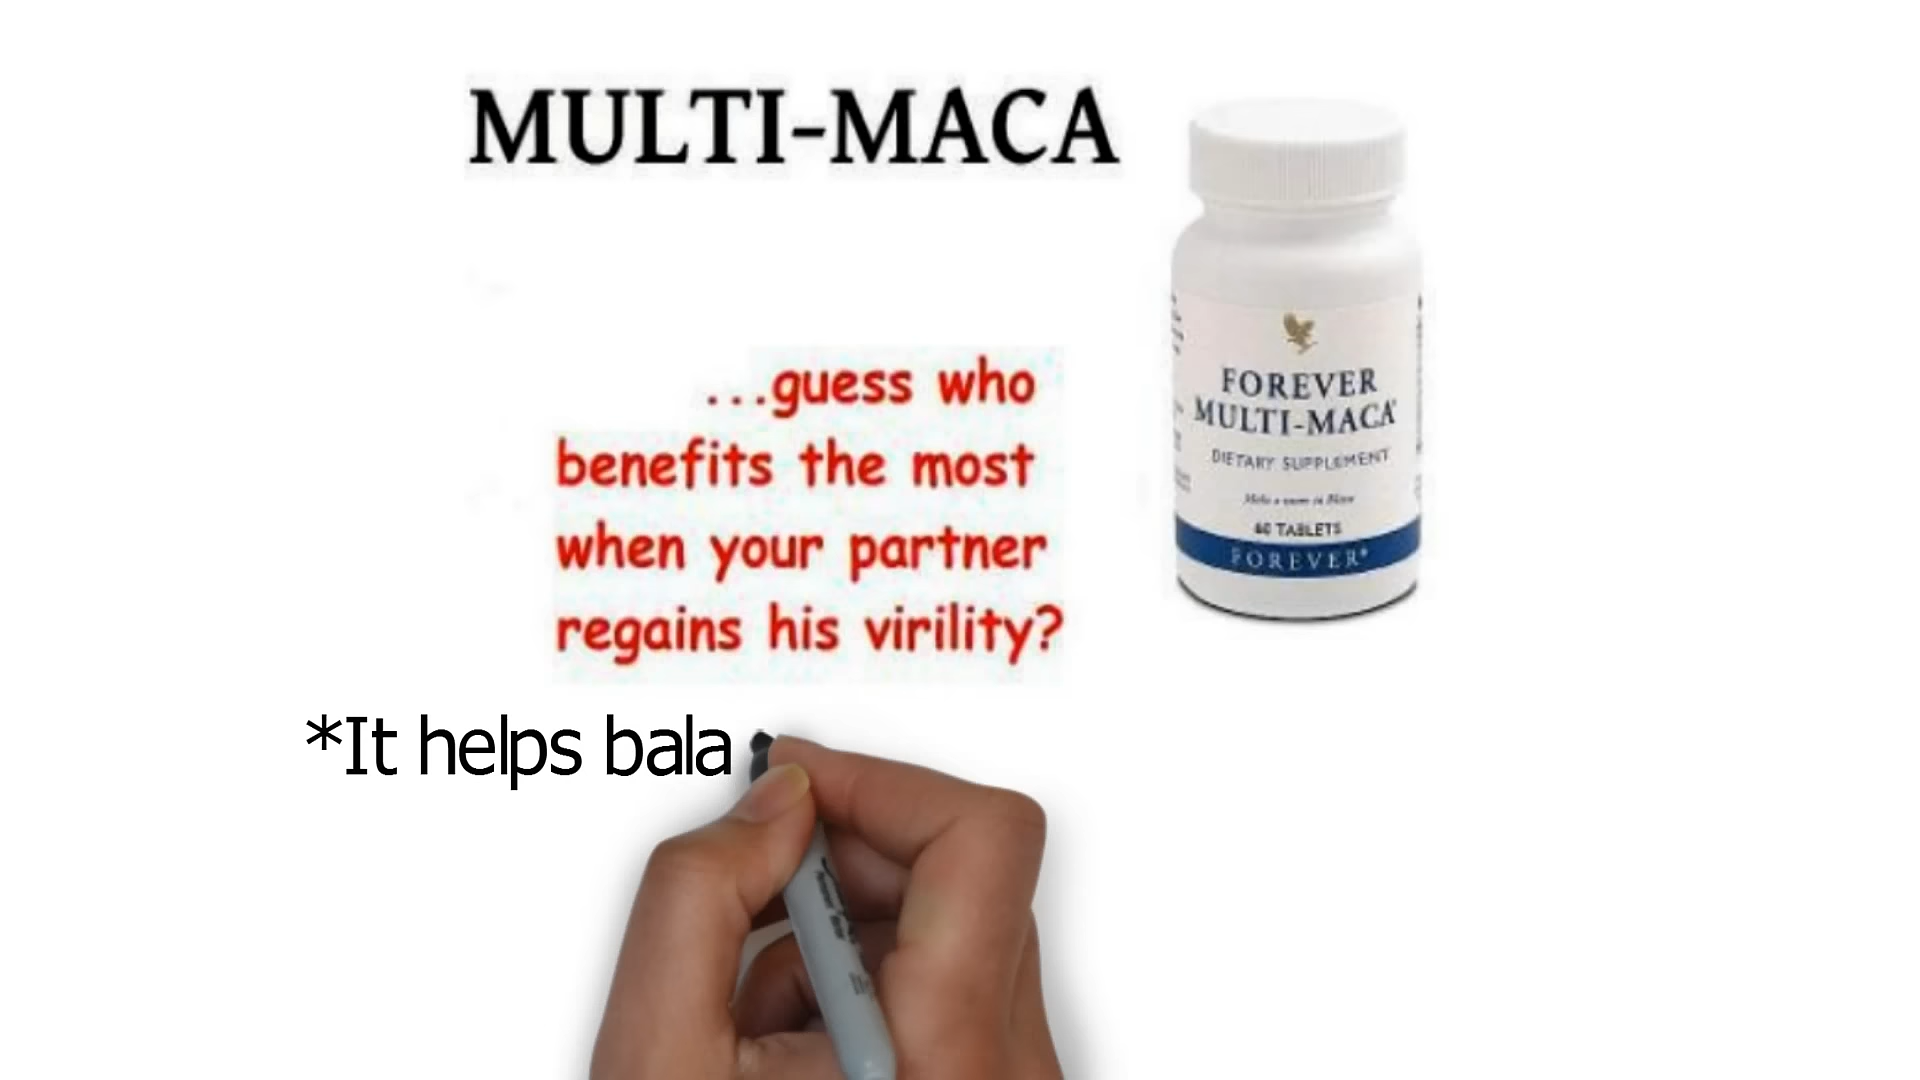 MULTI-MACA
...guess who
benefits the most
when your partner
regains his virility?
FOREVER
MULTI-MACA®
DIETARY SUPPLEMENT
60 TABLETS
FOREVER®
*It helps bala